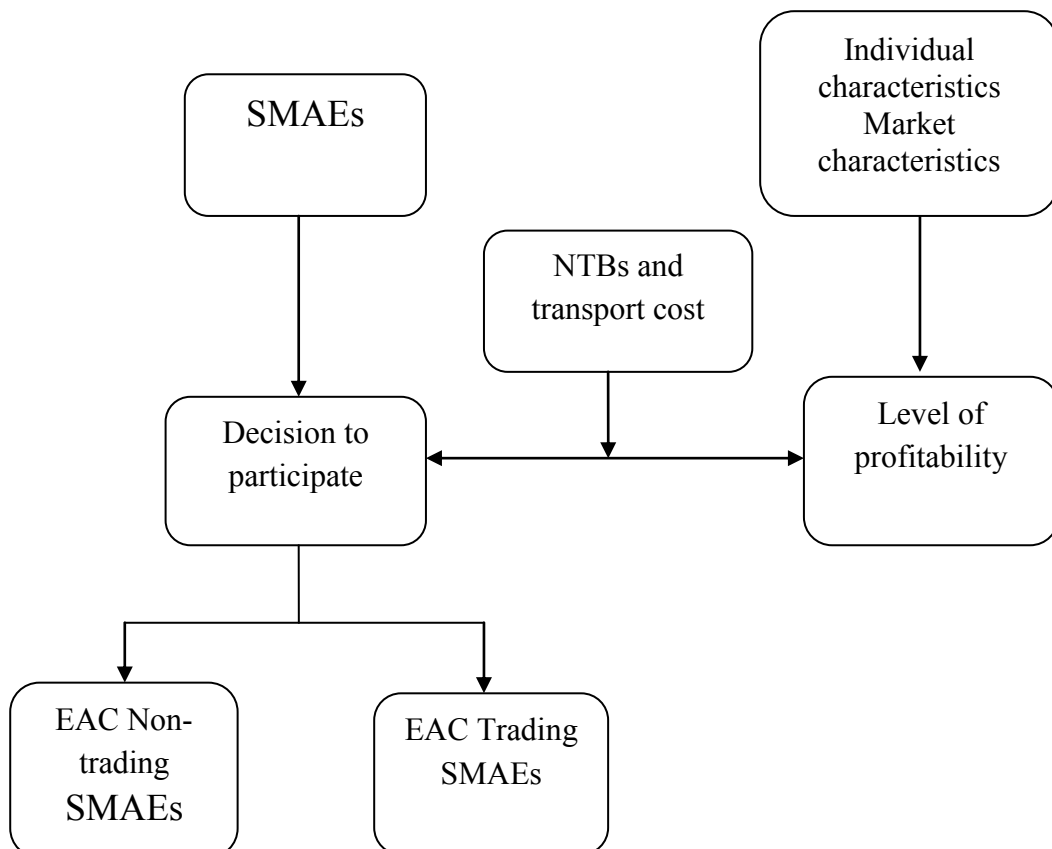 SMAEs
Individual
characteristics
Market
characteristics
NTBs and
transport cost
Decision to
participate
Level of
profitability
EAC Non-
trading
SMAEs
EAC Trading
SMAEs